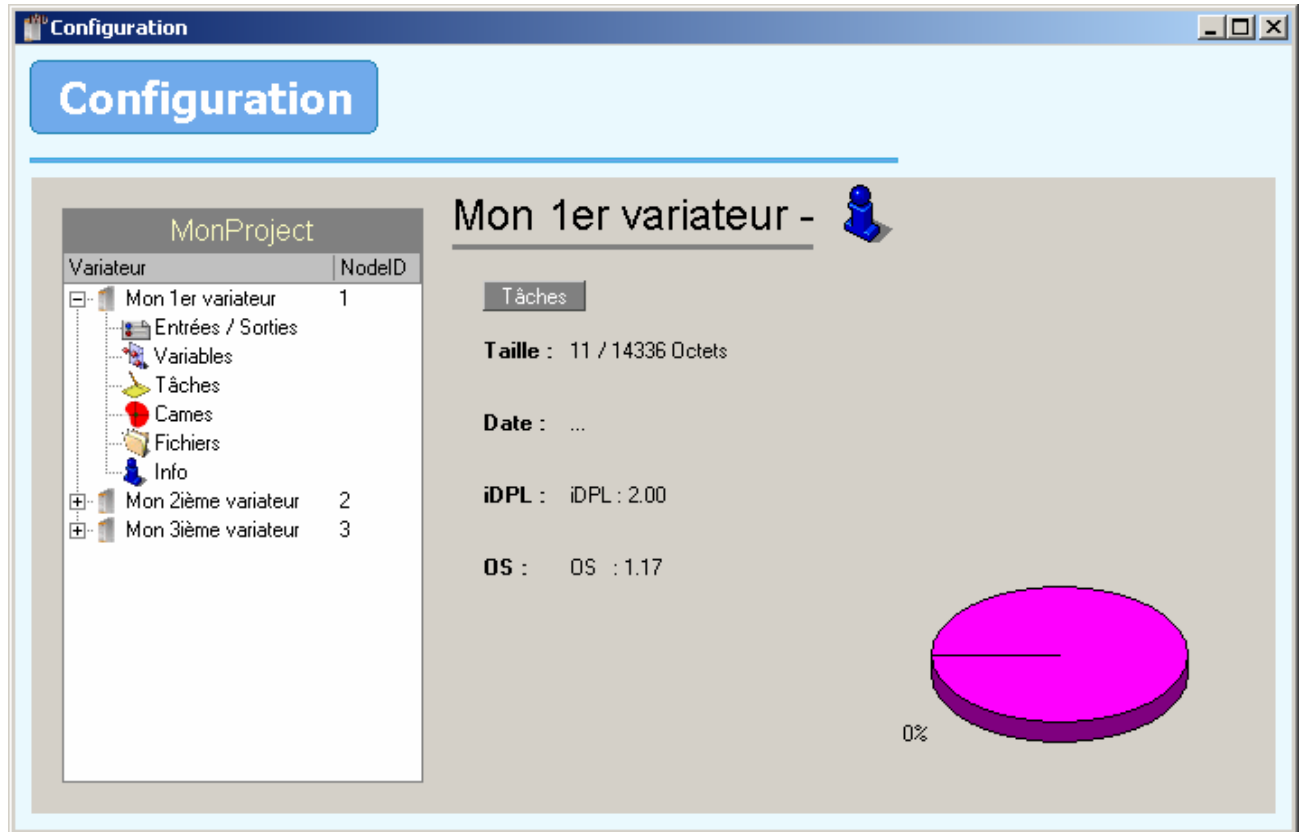 Configuration
Configuration
MonProject
Variateur NodeID
Mon 1er variateur 1
Entrées / Sorties
Variables
Tâches
Cames
Fichiers
Info
Mon 2ième variateur 2
Mon 3ième variateur 3
Mon 1er variateur -
Tâches
Taille : 11 / 14336 Octets
Date : ...
iDPL : iDPL : 2.00
OS : OS : 1.17
0%